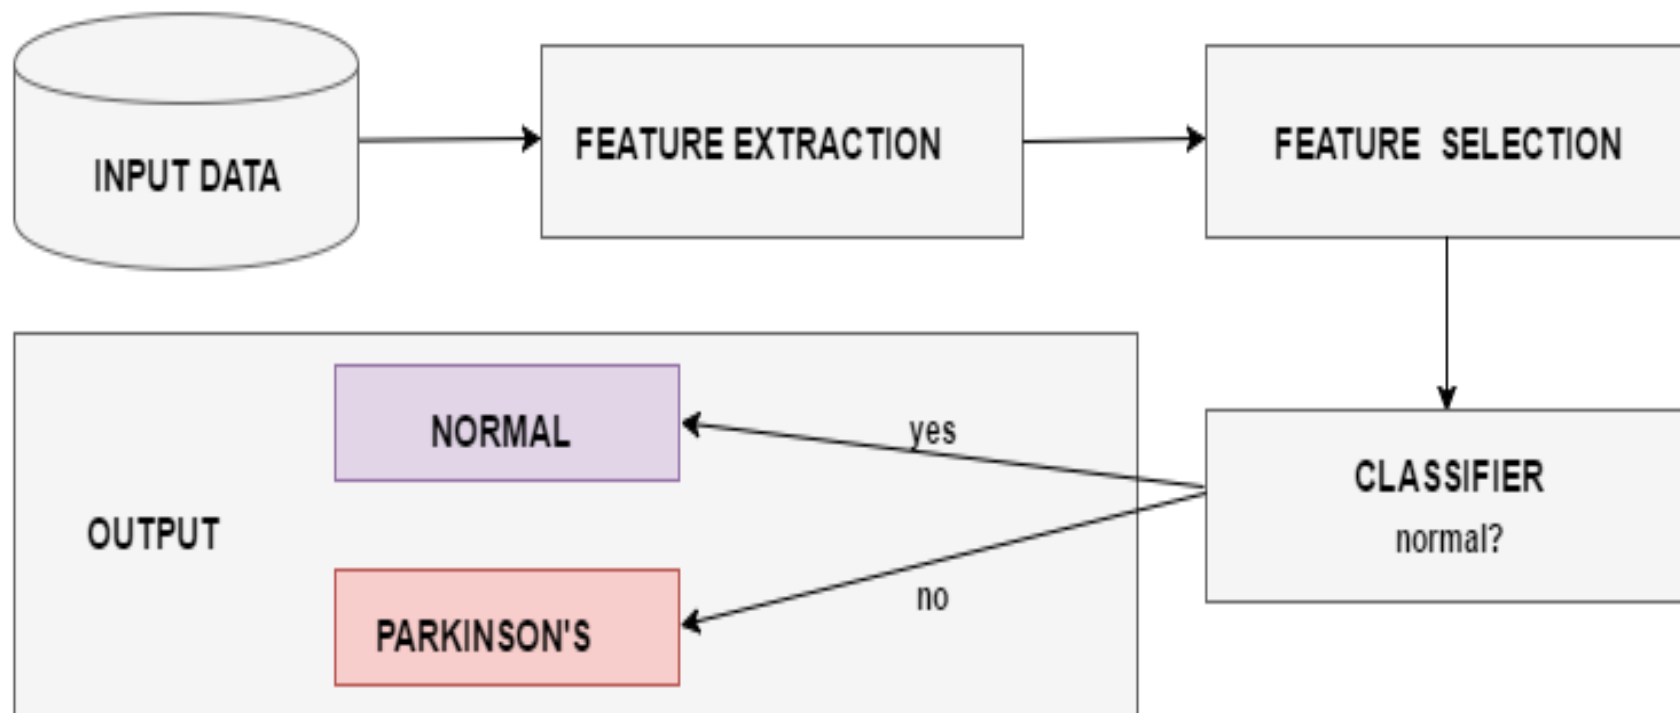 INPUT DATA
FEATURE EXTRACTION
FEATURE SELECTION
CLASSIFIER
normal?
yes
no
OUTPUT
NORMAL
PARKINSON'S